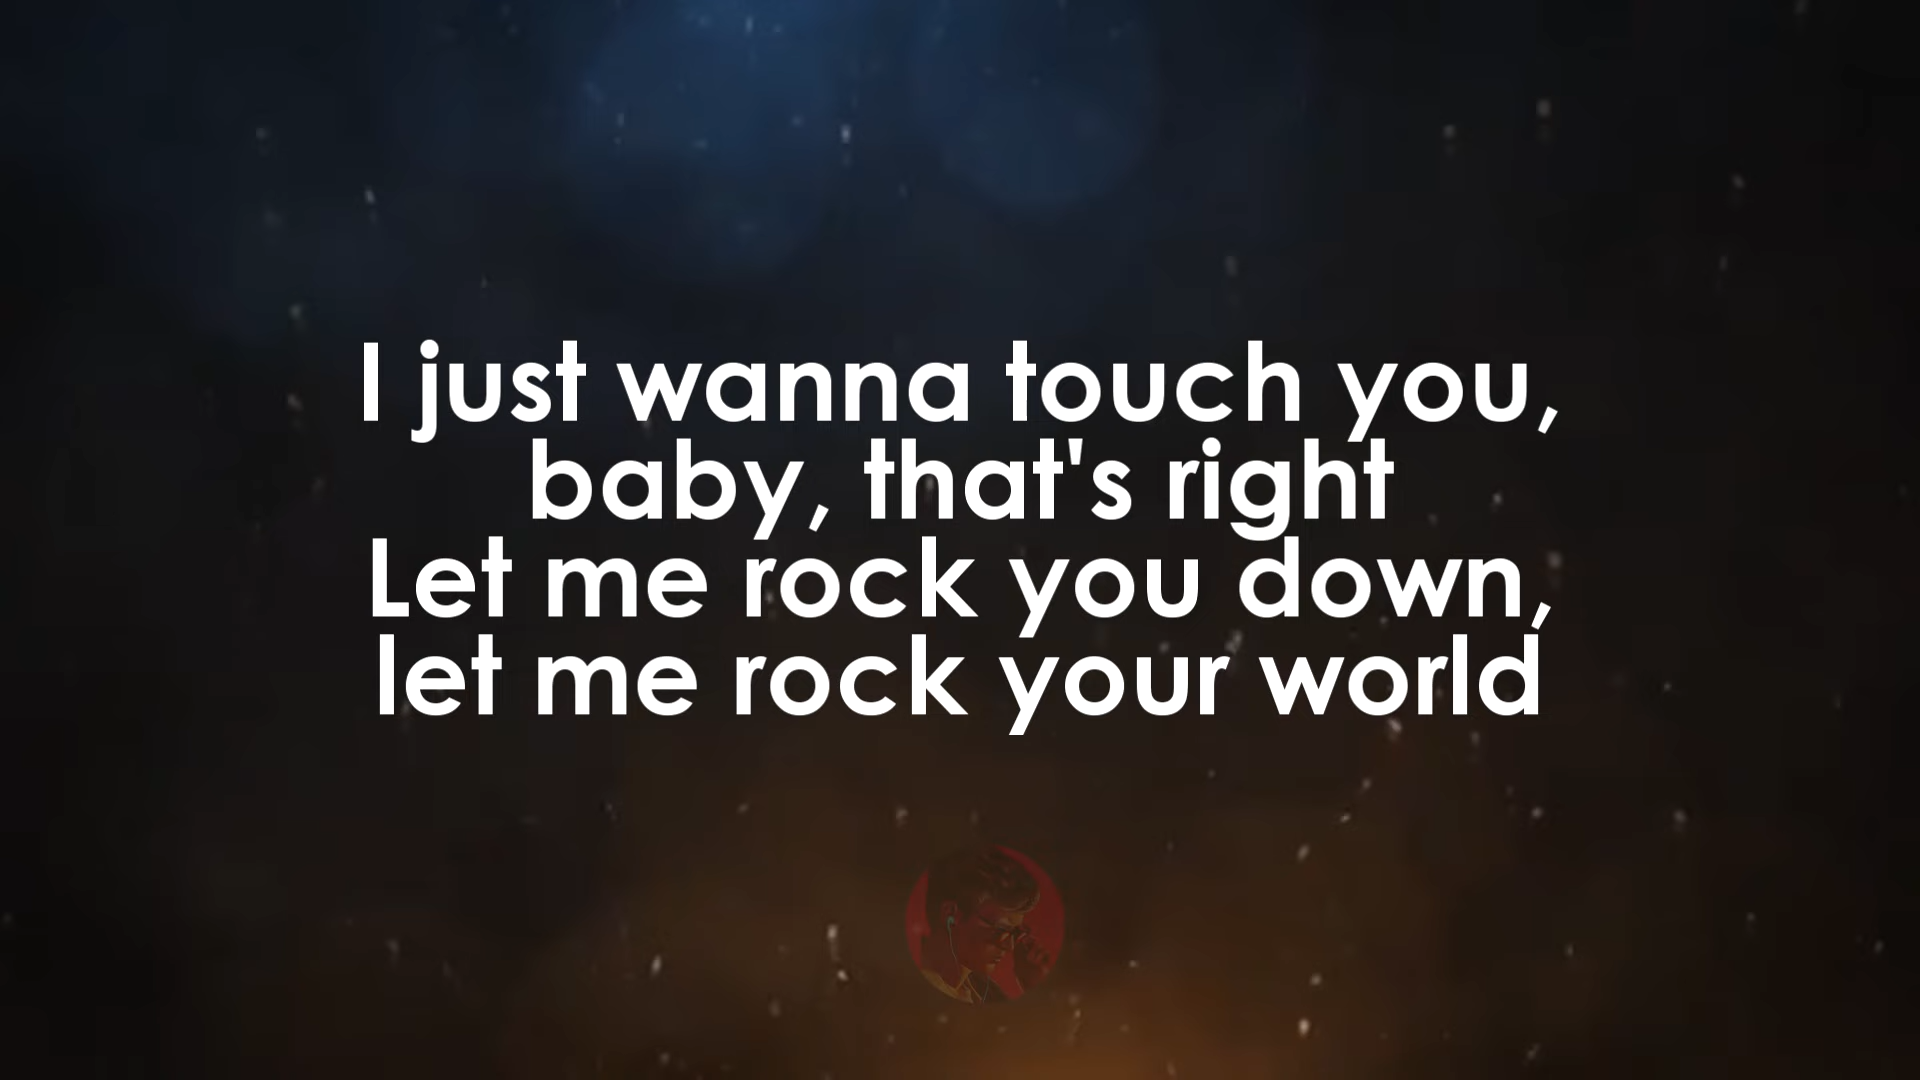 I just wanna touch you,
baby, that's right
Let me rock you down,
let me rock your world